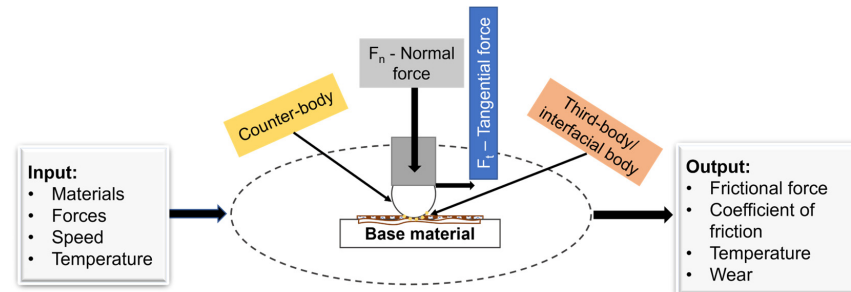 Input:
• Materials
• Forces
• Speed
• Temperature
Counter-body
Fₙ - Normal
force
Fₜ – Tangential force
Third-body/
interfacial body
Base material
Output:
• Frictional force
• Coefficient of
friction
• Temperature
• Wear